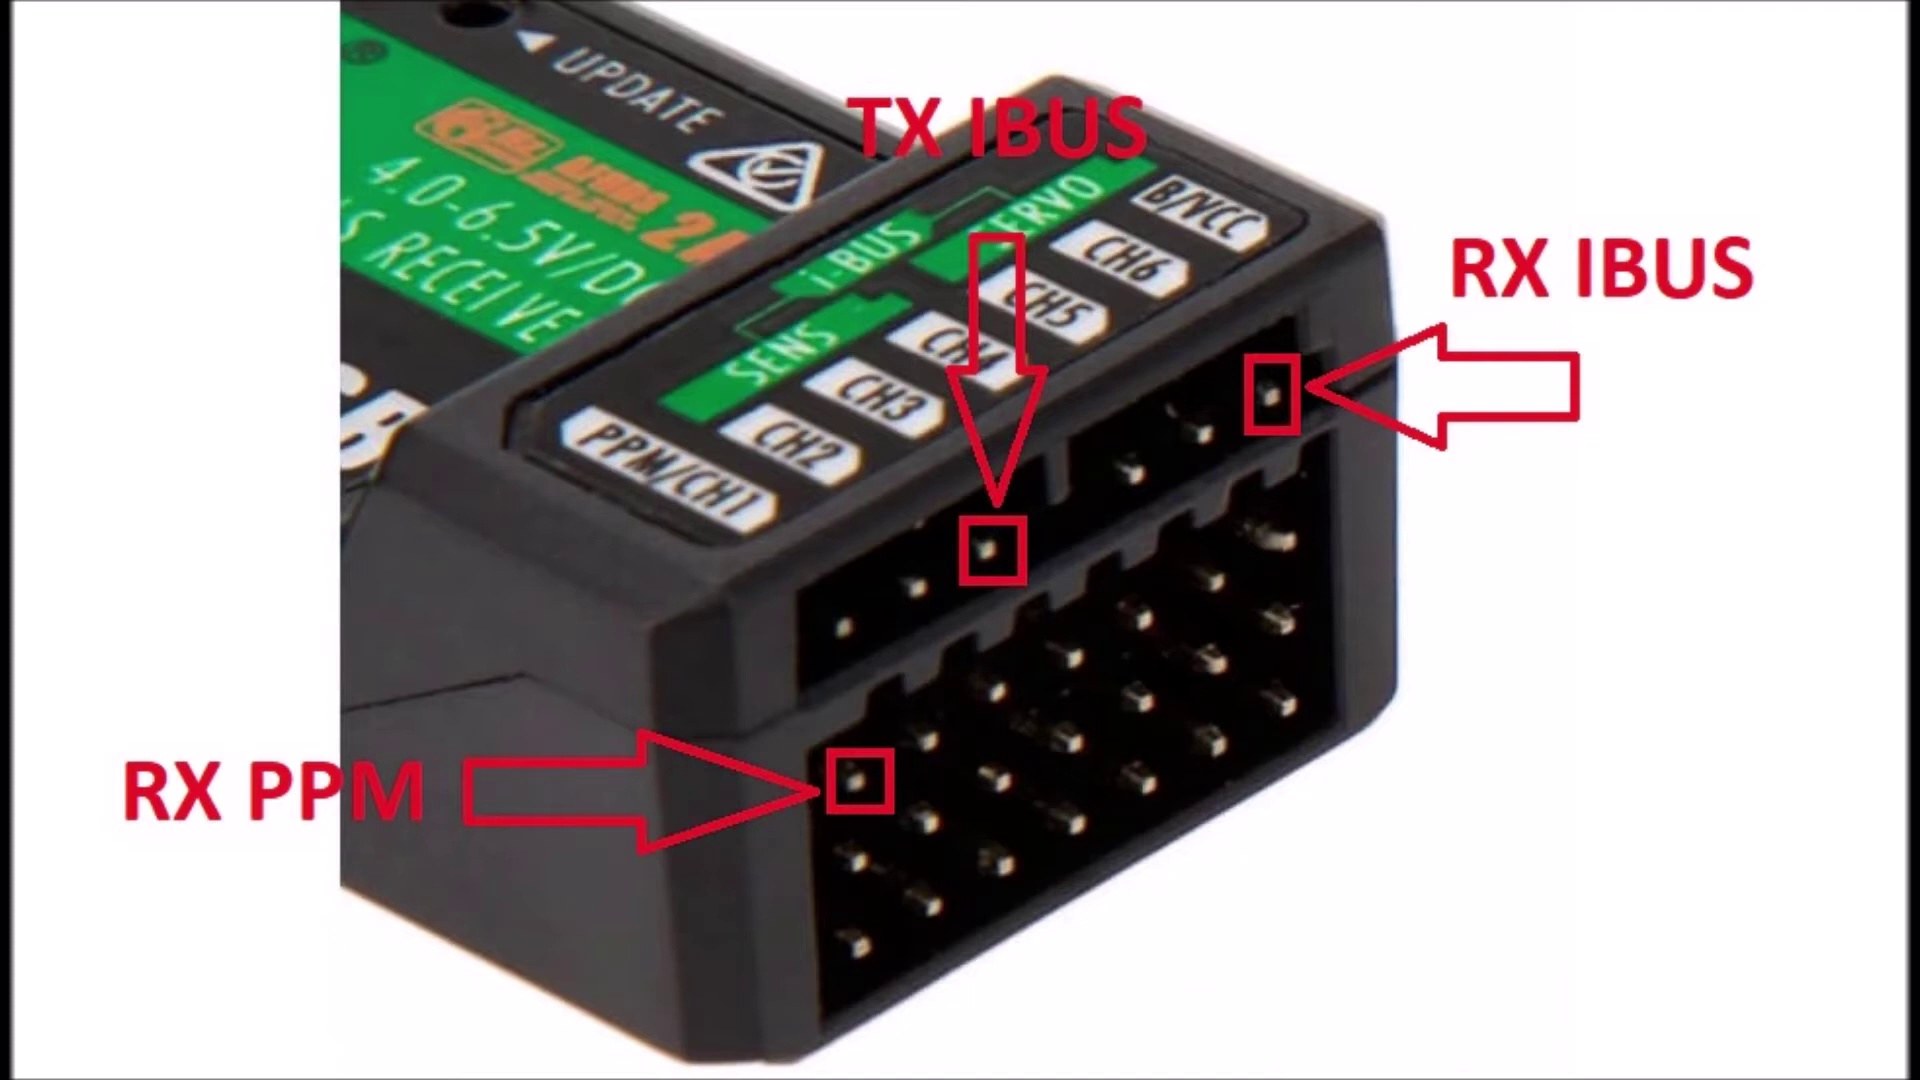 UPDATE
TX IBUS
4.0-6.5V/D
S RECEIVE
i-BUS
SERVO
SENS
B/VCC
CH6
CH5
CH4
CH3
CH2
PPM/CH1
RX IBUS
RX PPM